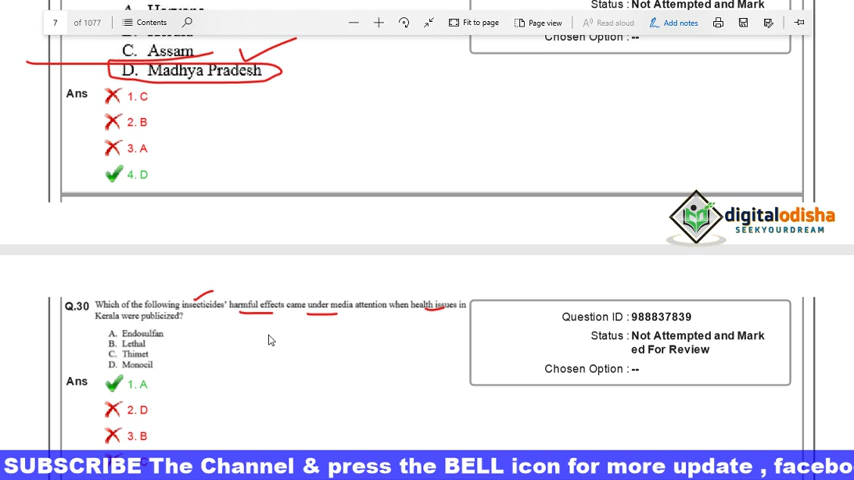 7 of 1077 Contents Fit to page Page view Read aloud Add notes
Status : Not Attempted and Mark
Chosen Option : --
C. Assam
D. Madhya Pradesh
Ans
1. C
2. B
3. A
4. D
digitalodisha
SEEKYOURDREAM
Q.30 Which of the following insecticides' harmful effects came under media attention when health issues in
Kerala were publicized?
A. Endosulfan
B. Lethal
C. Thimet
D. Monocil
Ans
1. A
2. D
3. B
Question ID : 988837839
Status : Not Attempted and Mark
ed For Review
Chosen Option : --
SUBSCRIBE The Channel & press the BELL icon for more update , facebo